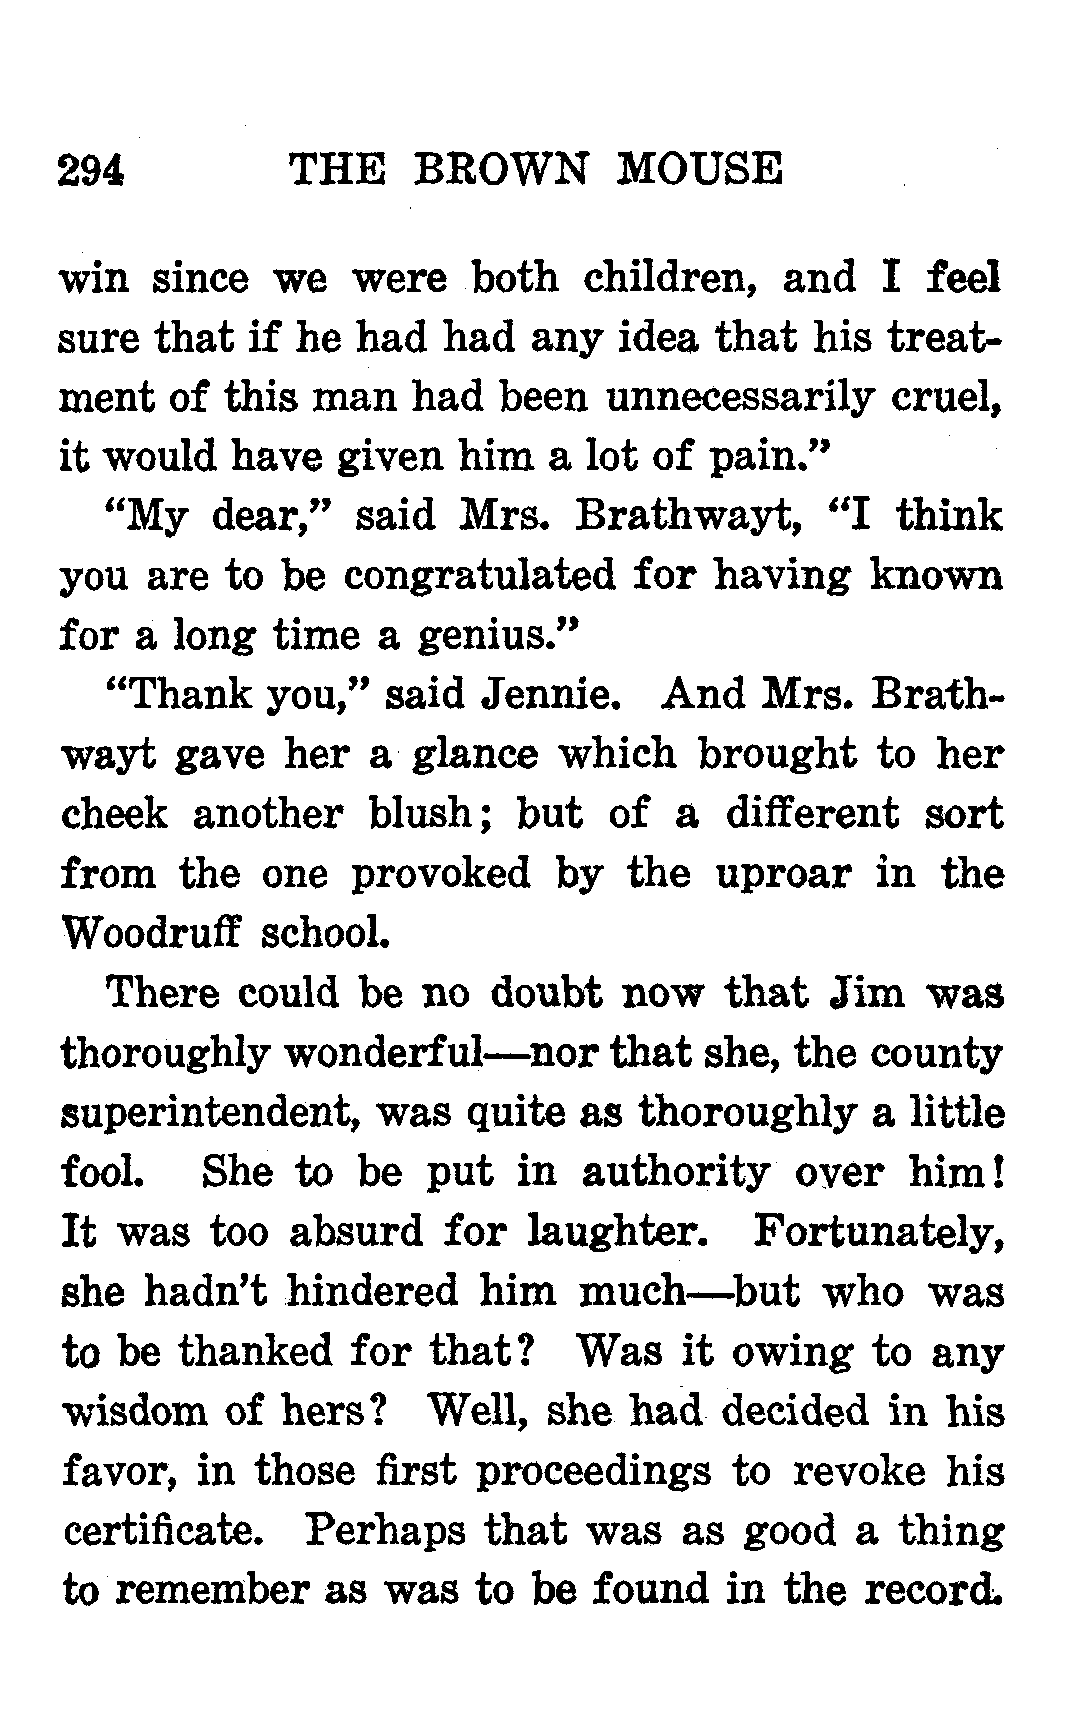 294 THE BROWN MOUSE
win since we were both children, and I feel
sure that if he had had any idea that his treat-
ment of this man had been unnecessarily cruel,
it would have given him a lot of pain.”
“My dear,” said Mrs. Brathwayt, “I think
you are to be congratulated for having known
for a long time a genius.”
“Thank you,” said Jennie. And Mrs. Brath-
wayt gave her a glance which brought to her
cheek another blush; but of a different sort
from the one provoked by the uproar in the
Woodruff school.
There could be no doubt now that Jim was
thoroughly wonderful—nor that she, the county
superintendent, was quite as thoroughly a little
fool. She to be put in authority over him!
It was too absurd for laughter. Fortunately,
she hadn't hindered him much—but who was
to be thanked for that? Was it owing to any
wisdom of hers? Well, she had decided in his
favor, in those first proceedings to revoke his
certificate. Perhaps that was as good a thing
to remember as was to be found in the record.